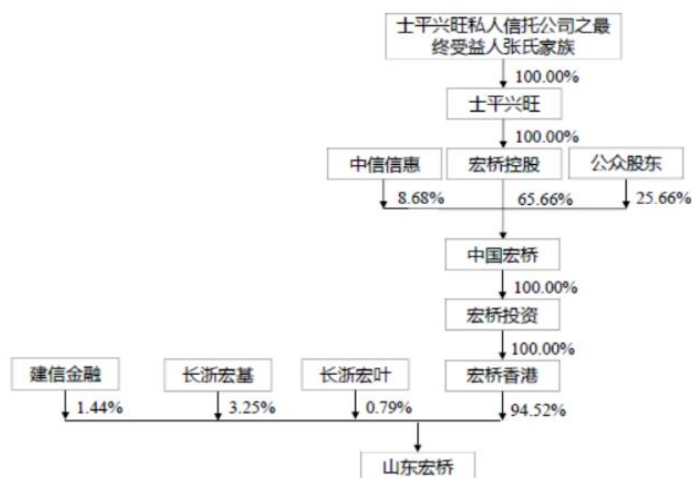 士平兴旺私人信托公司之最
终受益人张氏家族
100.00%
士平兴旺
100.00%
中信信惠
宏桥控股
公众股东
8.68%
65.66%
25.66%
中国宏桥
100.00%
宏桥投资
100.00%
建信金融
长浙宏基
长浙宏叶
宏桥香港
1.44%
3.25%
0.79%
94.52%
山东宏桥